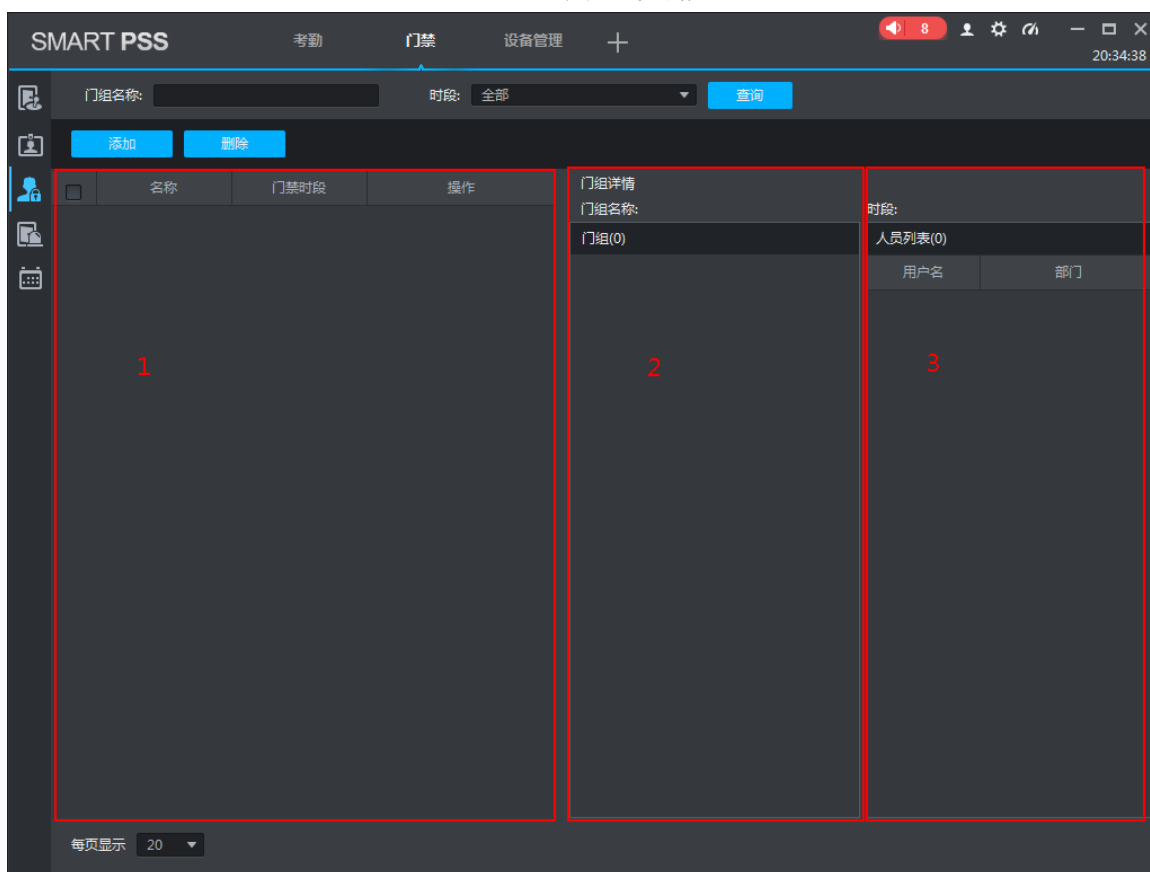 SMART PSS 考勤 门禁 设备管理 8
20:34:38
门组名称: 时段: 全部 查询
添加 删除
名称 门禁时段 操作 门组详情
门组名称: 时段:
门组(0) 人员列表(0)
用户名 部门
1 2 3
每页显示 20